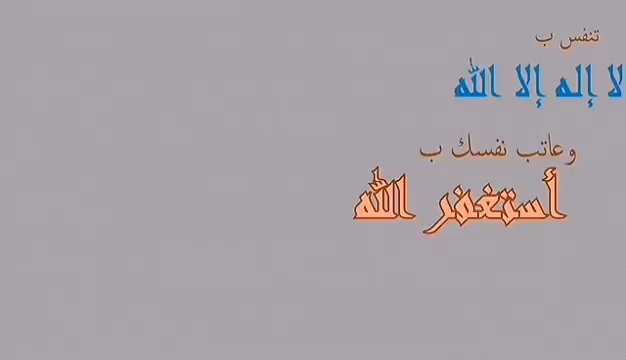 تنفس ب
لا إله إلا الله
وعاتب نفسك ب
أستغفر الله